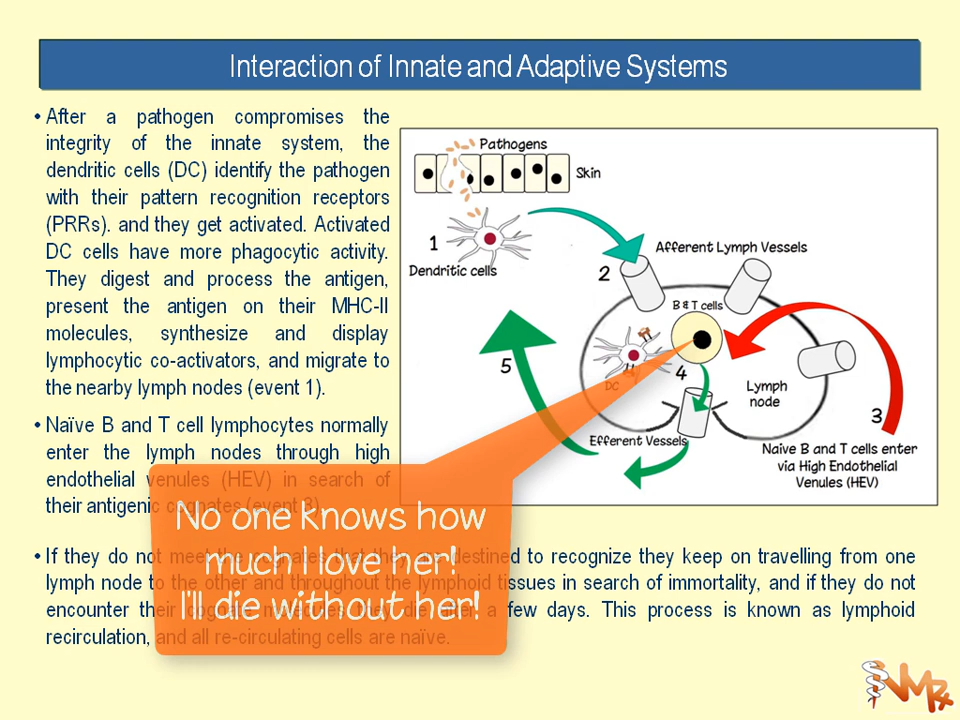 Interaction of Innate and Adaptive Systems
• After a pathogen compromises the
integrity of the innate system, the
dendritic cells (DC) identify the pathogen
with their pattern recognition receptors
(PRRs). and they get activated. Activated
DC cells have more phagocytic activity.
They digest and process the antigen,
present the antigen on their MHC-II
molecules, synthesize and display
lymphocytic co-activators, and migrate to
the nearby lymph nodes (event 1).
• Naïve B and T cell lymphocytes normally
enter the lymph nodes through high
endothelial venules (HEV) in search of
their antigenic cognates (event 3).
• If they do not meet the cognates that they are destined to recognize they keep on travelling from one
lymph node to the other and throughout the lymphoid tissues in search of immortality, and if they do not
encounter their cognate they die after a few days. This process is known as lymphoid
recirculation, and all re-circulating cells are naïve.
Pathogens
Skin
1
Dendritic cells
2
Afferent Lymph Vessels
B & T cells
DC
4
5
Lymph
node
3
Efferent Vessels
Naive B and T cells enter
via High Endothelial
Venules (HEV)
No one knows how
much I love her!
I'll die without her!
VMRx